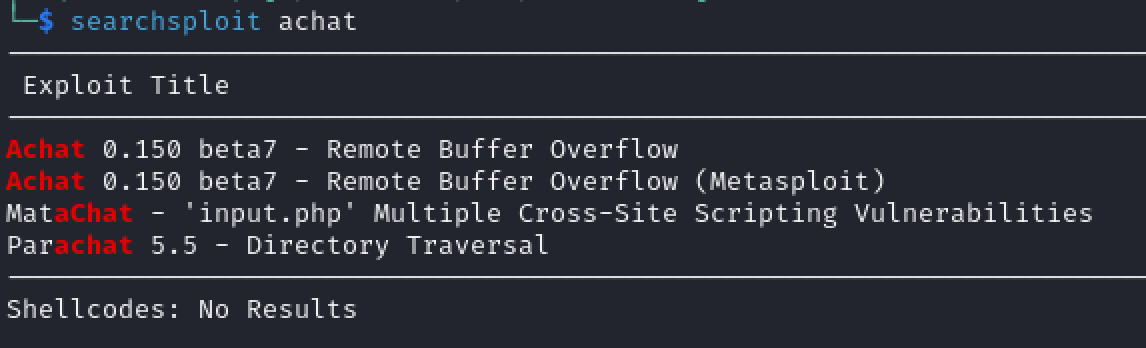 └─$ searchsploit achat
Exploit Title
Achat 0.150 beta7 - Remote Buffer Overflow
Achat 0.150 beta7 - Remote Buffer Overflow (Metasploit)
MataChat - 'input.php' Multiple Cross-Site Scripting Vulnerabilities
Parachat 5.5 - Directory Traversal
Shellcodes: No Results